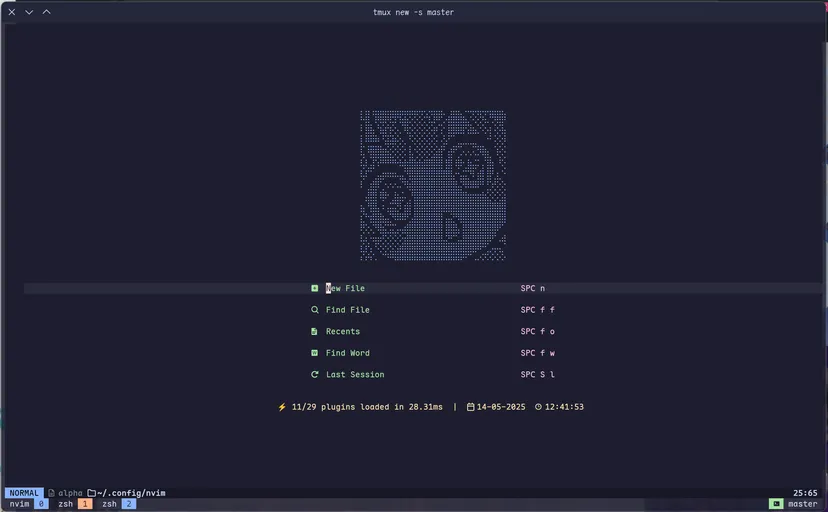 tmux new -s master
New File SPC n
Find File SPC f f
Recents SPC f o
Find Word SPC f w
Last Session SPC S l
11/29 plugins loaded in 28.31ms | 14-05-2025 12:41:53
NORMAL alpha ~/.config/nvim 25:65
nvim 0 zsh 1 zsh 2 master